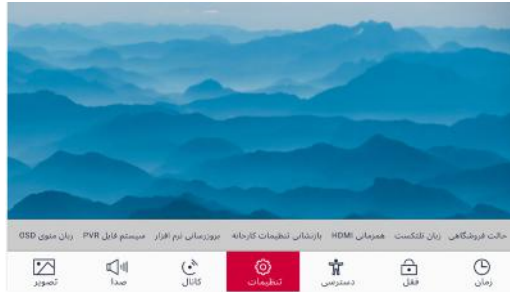 حالت فروشگاهی زبان تلتکست همزمانی HDMI بازنشانی تنظیمات کارخانه بروزرسانی نرم افزار سیستم فایل PVR زبان منوی OSD
زمان قفل دسترسی تنظیمات کانال صدا تصویر